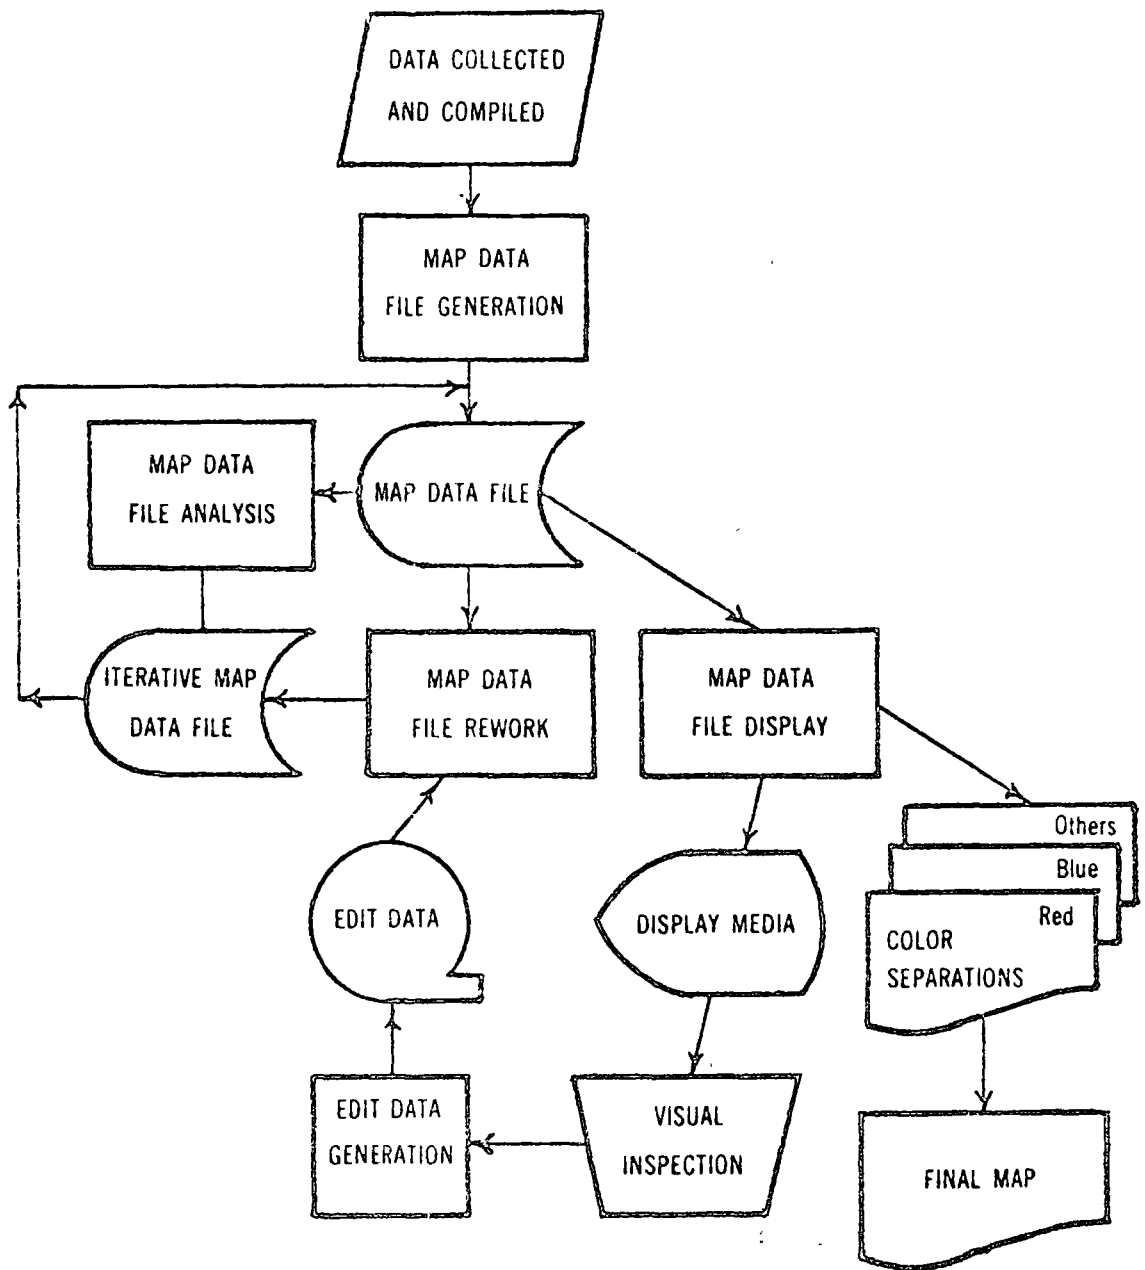 DATA COLLECTED
AND COMPILED
MAP DATA
FILE GENERATION
MAP DATA
FILE ANALYSIS
MAP DATA FILE
ITERATIVE MAP
DATA FILE
MAP DATA
FILE REWORK
MAP DATA
FILE DISPLAY
Others
Blue
Red
COLOR
SEPARATIONS
EDIT DATA
DISPLAY MEDIA
EDIT DATA
GENERATION
VISUAL
INSPECTION
FINAL MAP